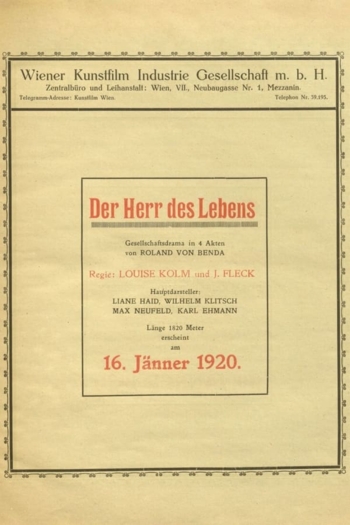 Wiener Kunstfilm Industrie Gesellschaft m. b. H.
Zentralbüro und Leihanstalt: Wien, VII., Neubaugasse Nr. 1, Mezzanin.
Telegramm-Adresse: Kunstfilm Wien. Telephon Nr. 39.195.
Der Herr des Lebens
Gesellschaftsdrama in 4 Akten
von ROLAND VON BENDA
Regie: LOUISE KOLM und J. FLECK
Hauptdarsteller:
LIANE HAID, WILHELM KLITSCH
MAX NEUFELD, KARL EHMANN
Länge 1820 Meter
erscheint
am
16. Jänner 1920.